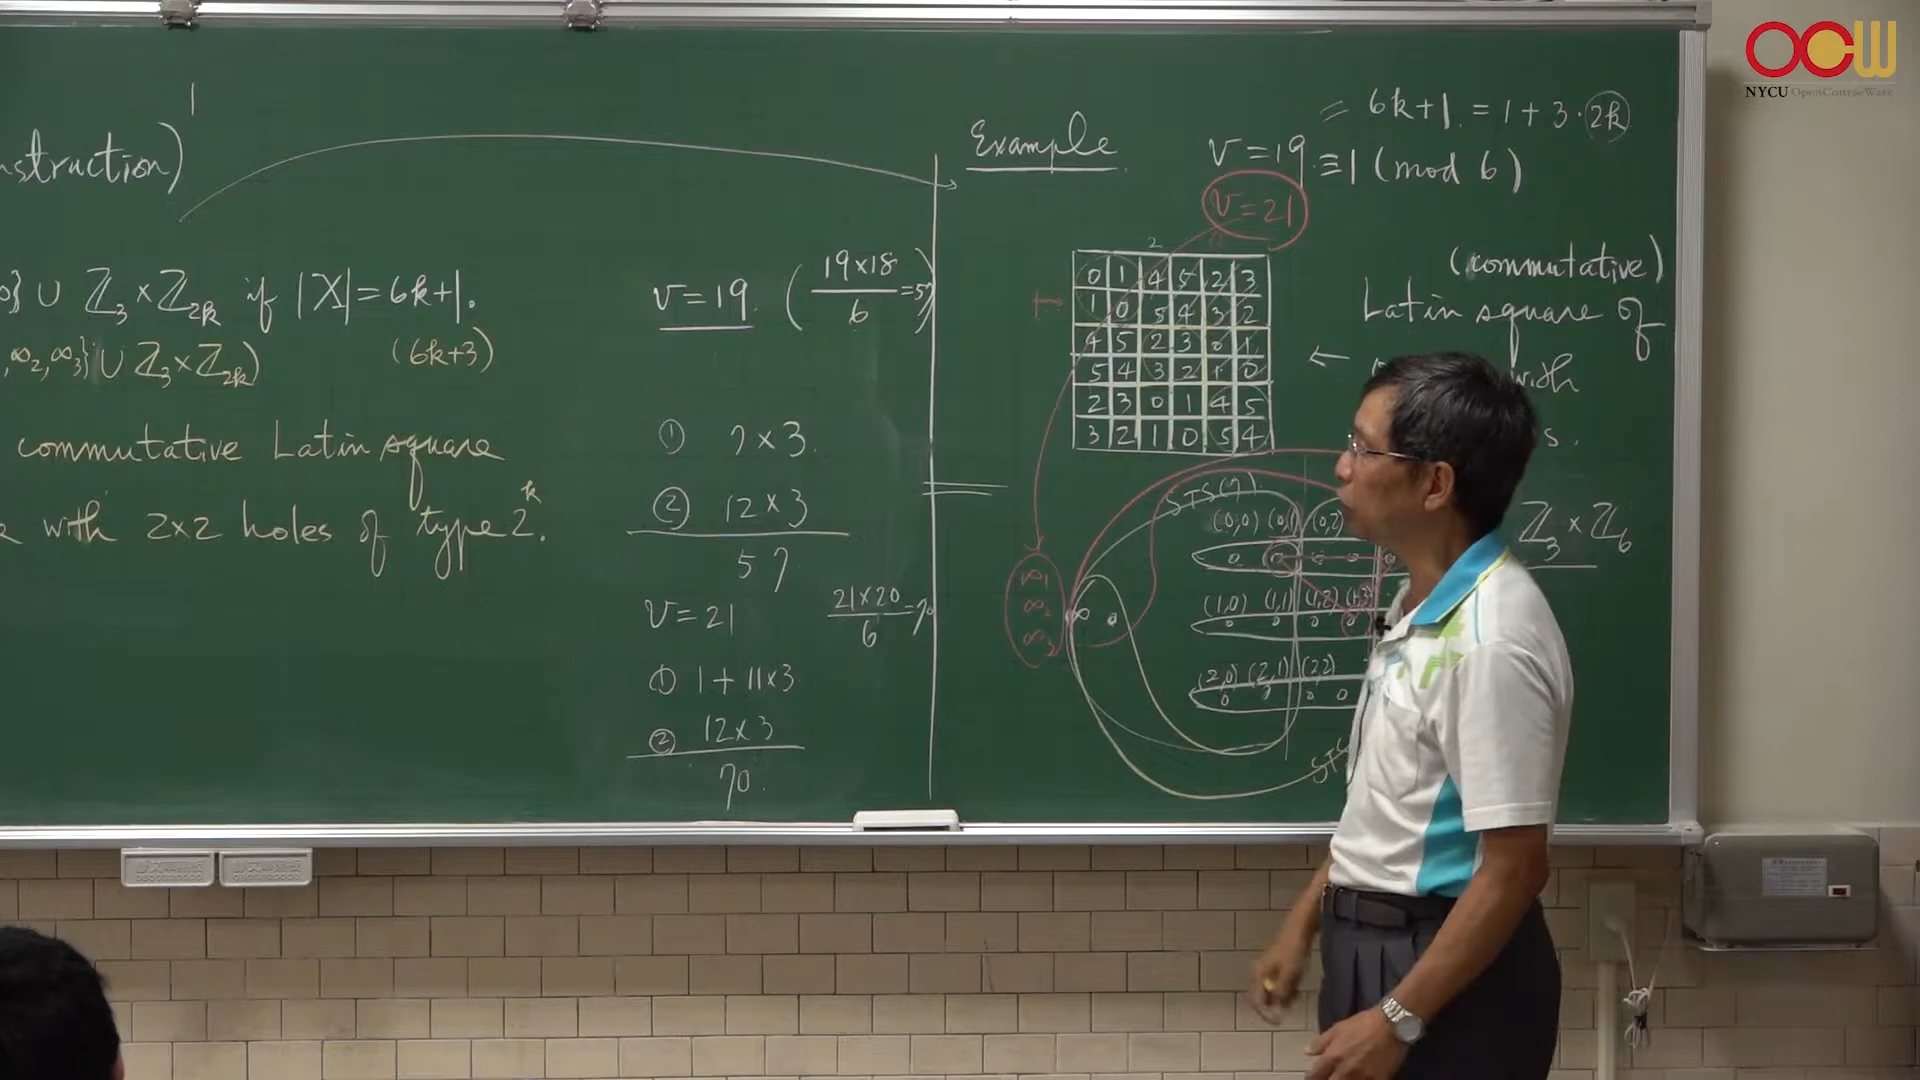 nstruction)
} ∪ ℤ₃ × ℤ₂ₖ if |X| = 6k+1.
, ∞₂, ∞₃} ∪ ℤ₃ × ℤ₂ₖ) (6k+3)
commutative Latin square
with 2×2 holes of type 2ᵏ.
v = 19. (19×18 / 6 = 57)
① 7 × 3.
② 12 × 3
57
v = 21 21×20 / 6 = 70
① 1 + 11×3
② 12 × 3
70.
Example
= 6k+1. = 1 + 3·2k
v = 19 ≡ 1 (mod 6)
v = 21
2
0 1 4 5 2 3
1 0 5 4 3 2
4 5 2 3 0 1
5 4 3 2 1 0
2 3 0 1 4 5
3 2 1 0 5 4
(commutative)
Latin square of
←
with
s.
STS(7)
ℤ₃ × ℤ₆
(0,0) (0,1) (0,2)
∞₁
∞₂
∞₃
∞
(1,0) (1,1) (1,2) (1,3)
(2,0) (2,1) (2,2)
OCW
NYCU OpenCourseWare